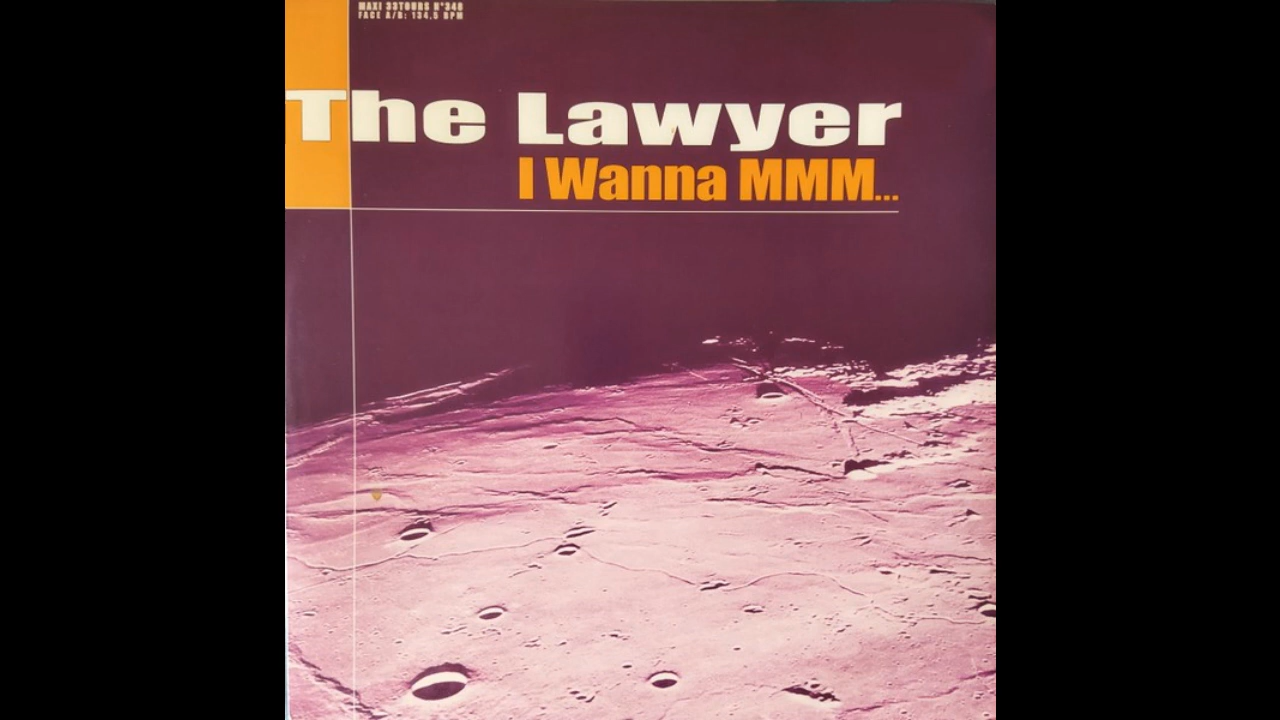 MAXI 33TOURS N°348
FACE A/B: 134,5 BPM
The Lawyer
I Wanna MMM...